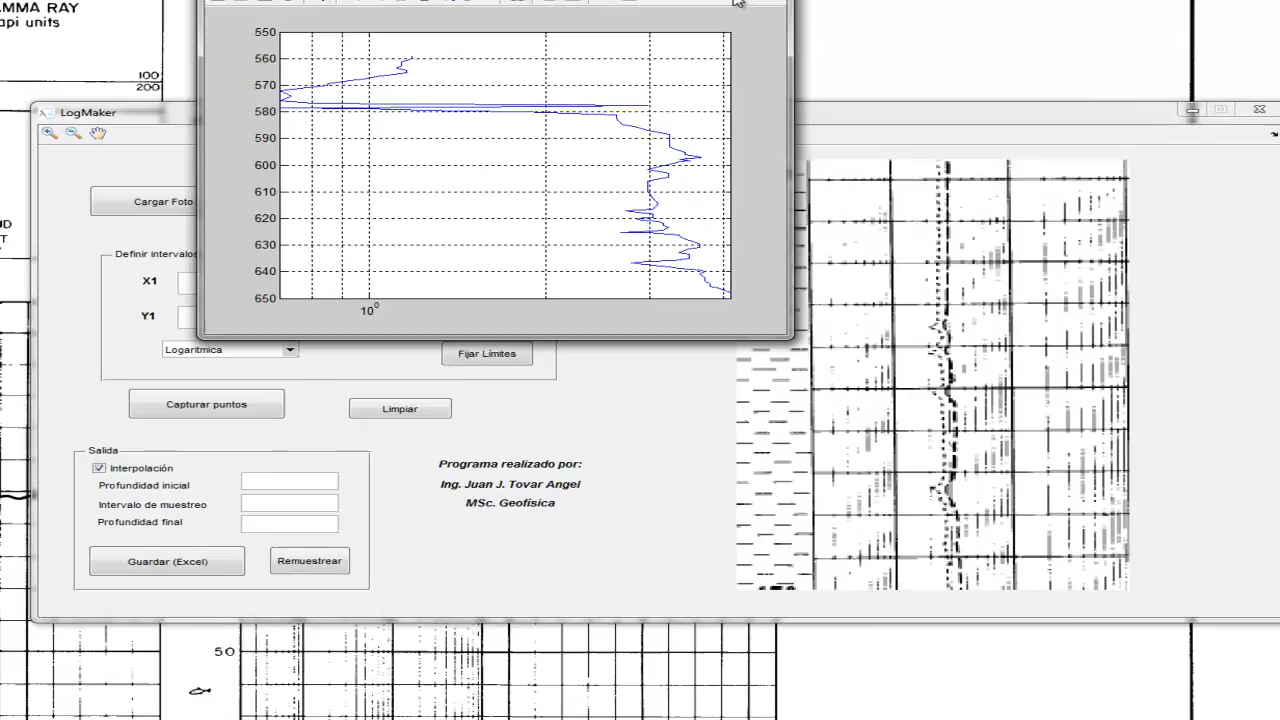 AMMA RAY
api units
100
200
UD
T.
550
560
570
580
590
600
610
620
630
640
650
10⁰
LogMaker
Cargar Foto
Definir intervalos
X1
Y1
Logarítmica
Fijar Límites
Capturar puntos
Limpiar
Salida
Interpolación
Profundidad inicial
Intervalo de muestreo
Profundidad final
Guardar (Excel)
Remuestrear
Programa realizado por:
Ing. Juan J. Tovar Angel
MSc. Geofísica
50